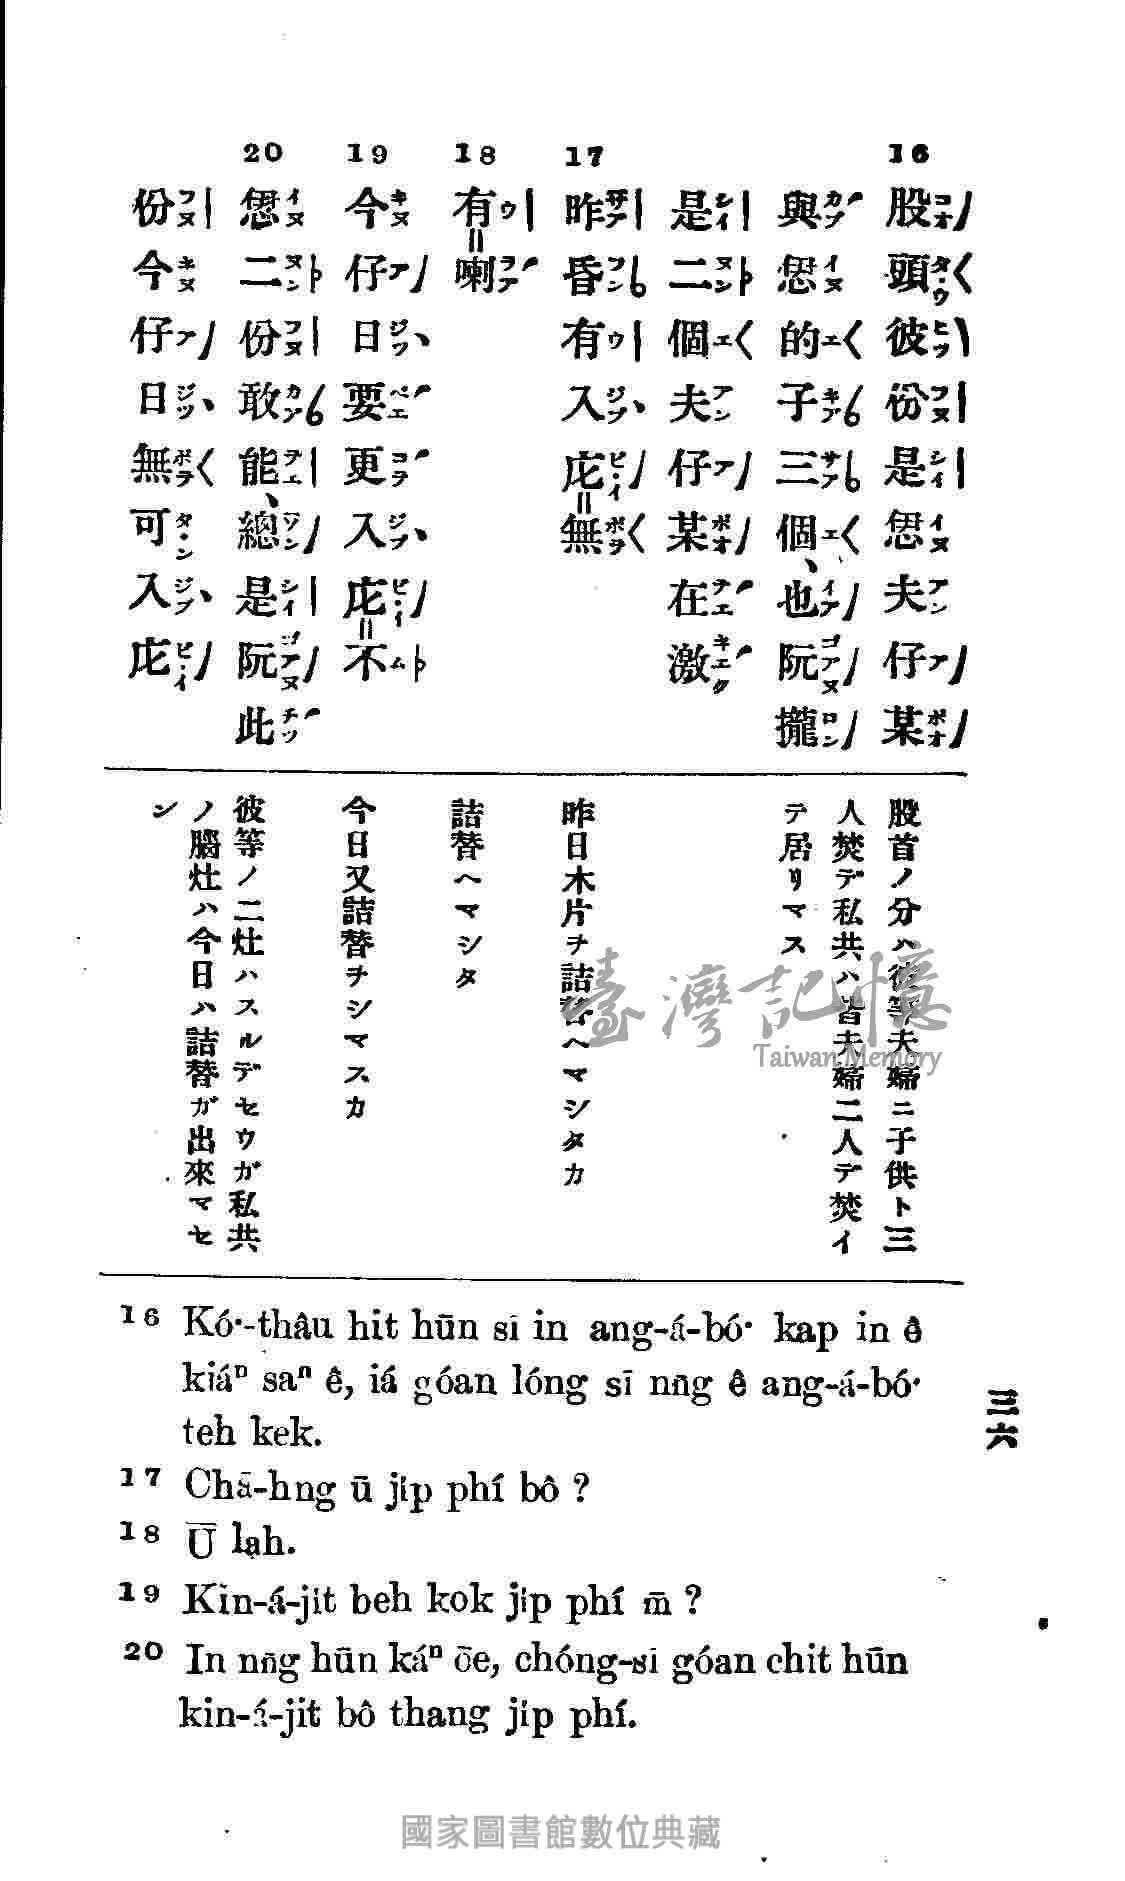 16
股頭彼份是偲夫仔某
與偲的子三個、也阮攏
是二個夫仔某在激
17
昨昏有入庇=無
18
有=喇
19
今仔日要更入庇=不
20
偲二份敢能、總是阮此
份今仔日無可入庇
股首ノ分ハ彼等夫婦ニ子供ト三
人焚デ私共ハ皆夫婦二人デ焚イ
テ居リマス
昨日木片ヲ詰替ヘマシタカ
詰替ヘマシタ
今日又詰替ヲシマスカ
彼等ノ二灶ハスルデセウガ私共
ノ腦灶ハ今日ハ詰替ガ出來マセ
ン
16 Kó·-thâu hit hūn sī in ang-á-bó· kap in ê
kiáⁿ saⁿ ê, iá góan lóng sī nn̄g ê ang-á-bó·
teh kek.
17 Chā-hng ū ji̍p phí bô ?
18 Ū la̍h.
19 Kin-á-ji̍t beh kok ji̍p phí m̄ ?
20 In nn̄g hūn káⁿ ōe, chóng-sī góan chit hūn
kin-á-ji̍t bô thang ji̍p phí.
三六
臺灣記憶
Taiwan Memory
國家圖書館數位典藏